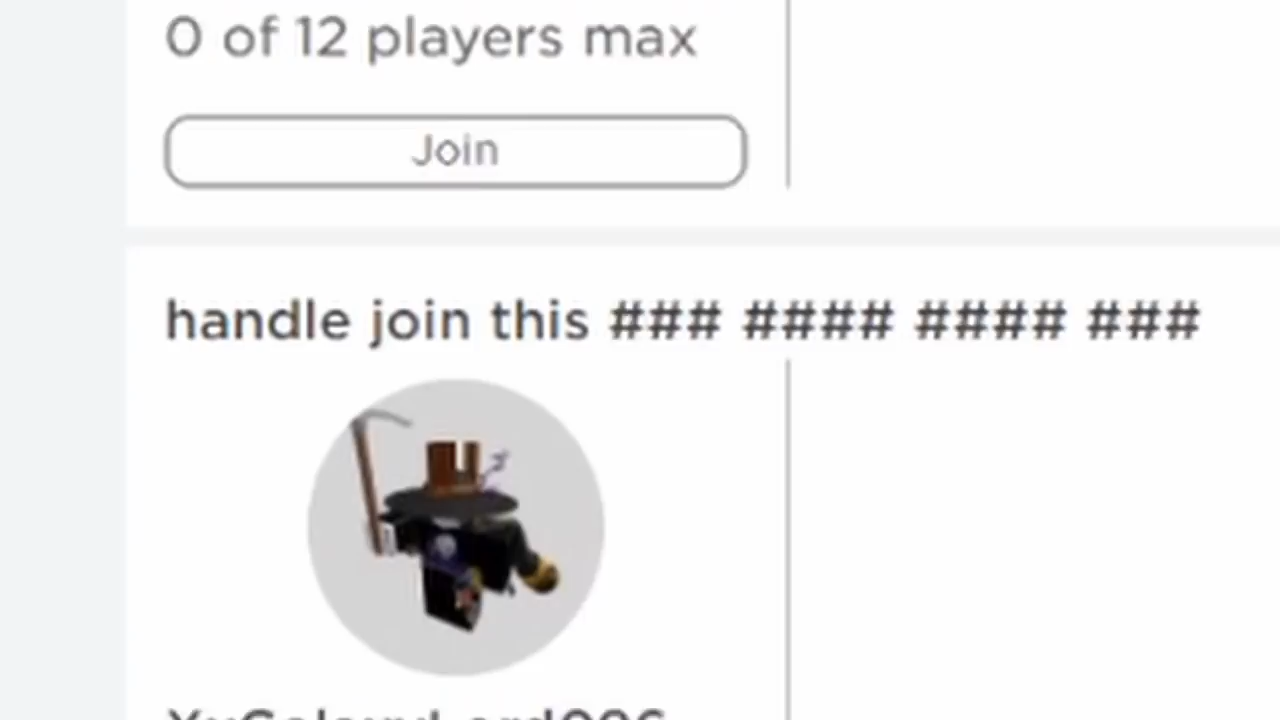 0 of 12 players max
Join
handle join this ### #### #### ###